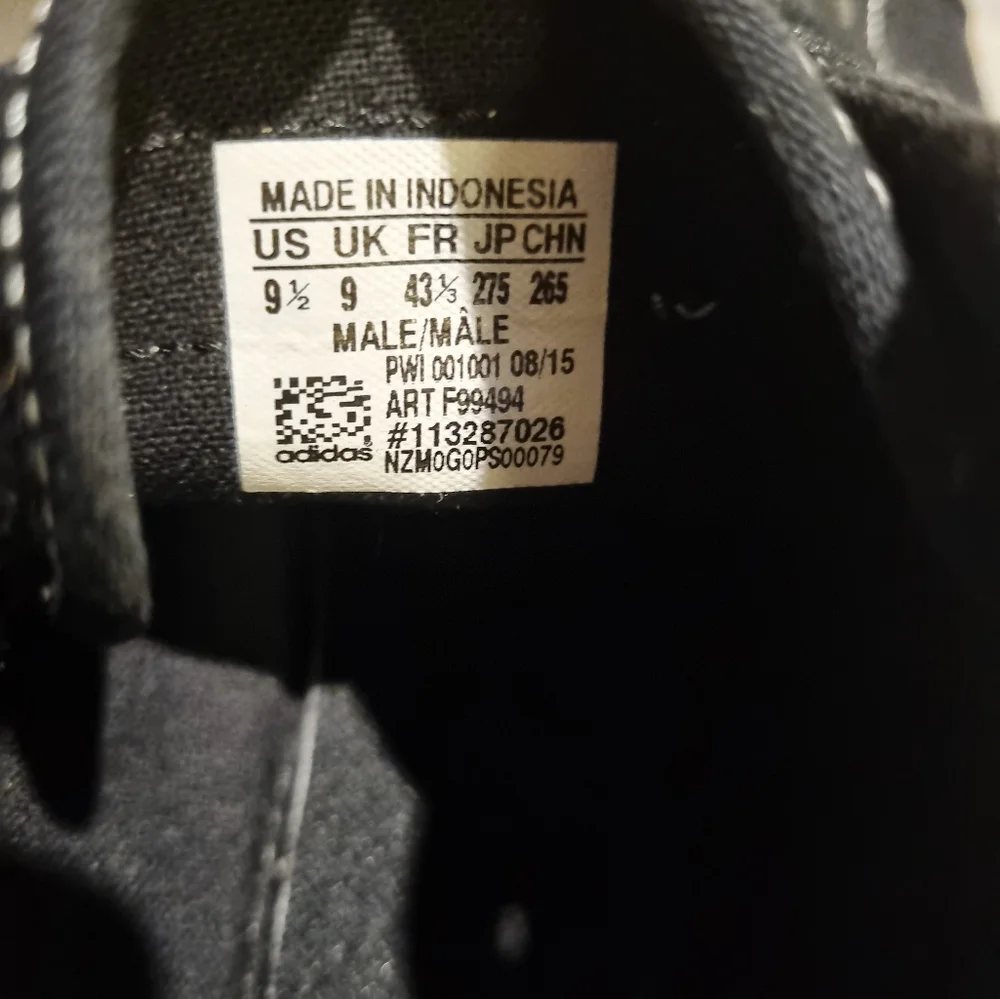 MADE IN INDONESIA
US UK FR JP CHN
9½ 9 43⅓ 275 265
MALE/MÂLE
PWI 001001 08/15
ART F99494
#113287026
adidas NZM0G0PS00079